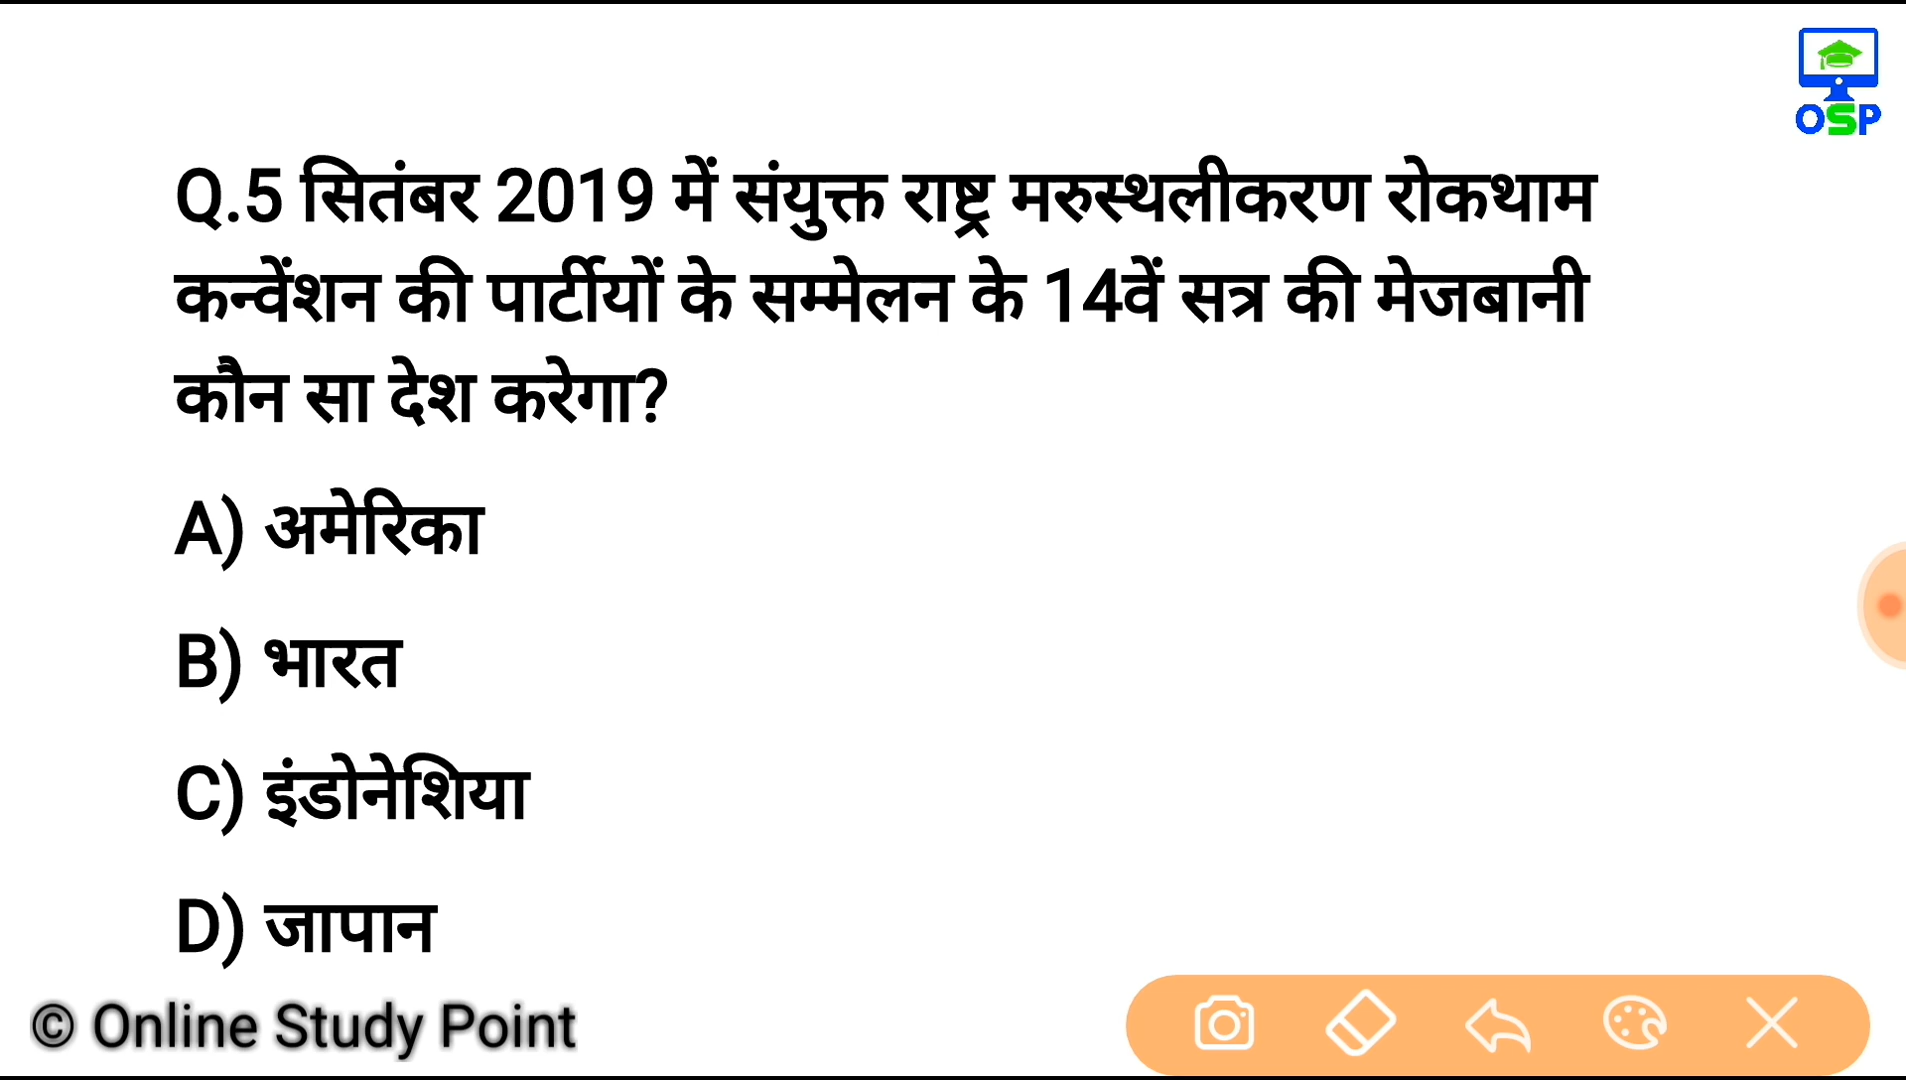 OSP
Q.5 सितंबर 2019 में संयुक्त राष्ट्र मरुस्थलीकरण रोकथाम
कन्वेंशन की पार्टीयों के सम्मेलन के 14वें सत्र की मेजबानी
कौन सा देश करेगा?
A) अमेरिका
B) भारत
C) इंडोनेशिया
D) जापान
© Online Study Point